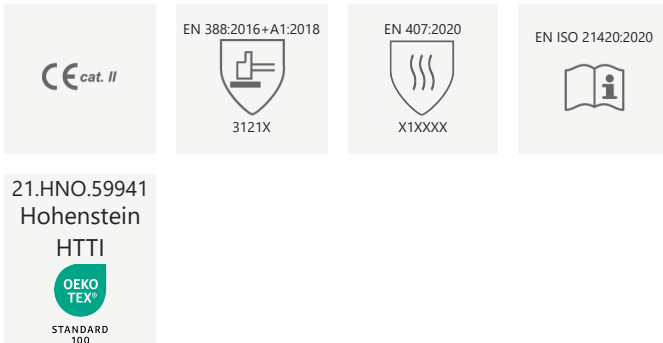 CE cat. II
EN 388:2016+A1:2018
3121X
EN 407:2020
X1XXXX
EN ISO 21420:2020
i
21.HNO.59941
Hohenstein
HTTI
OEKO
TEX®
STANDARD
100